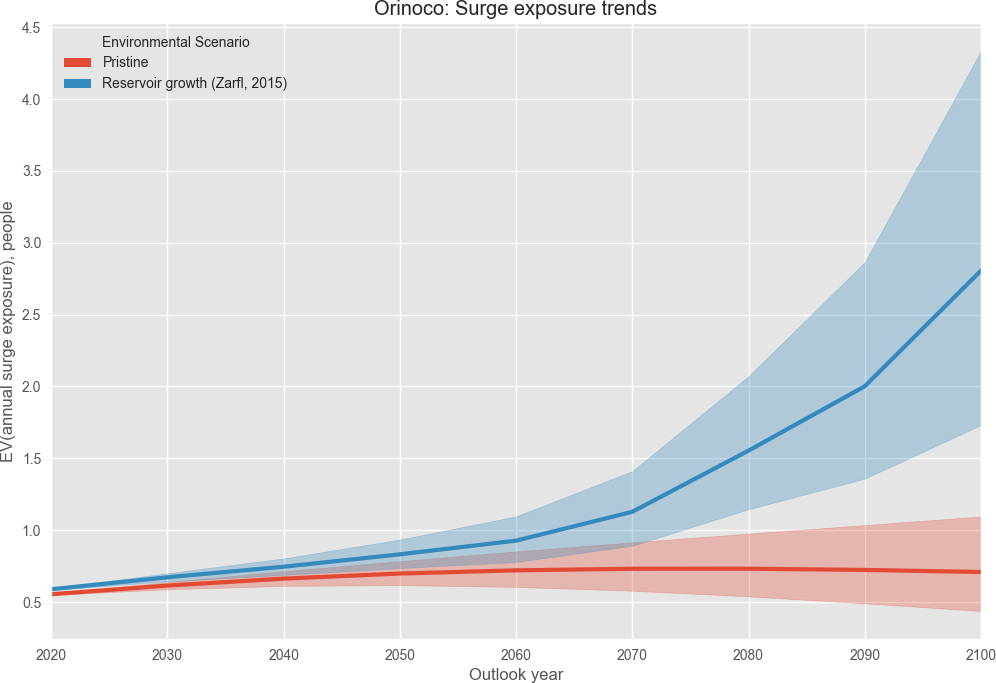 Orinoco: Surge exposure trends
Environmental Scenario
Pristine
Reservoir growth (Zarfl, 2015)
EV(annual surge exposure), people
4.5
4.0
3.5
3.0
2.5
2.0
1.5
1.0
0.5
2020 2030 2040 2050 2060 2070 2080 2090 2100
Outlook year